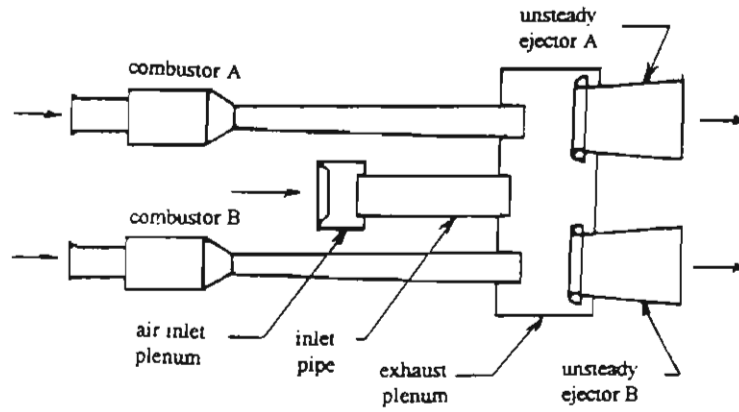 unsteady
ejector A
combustor A
combustor B
air inlet
plenum
inlet
pipe
exhaust
plenum
unsteady
ejector B